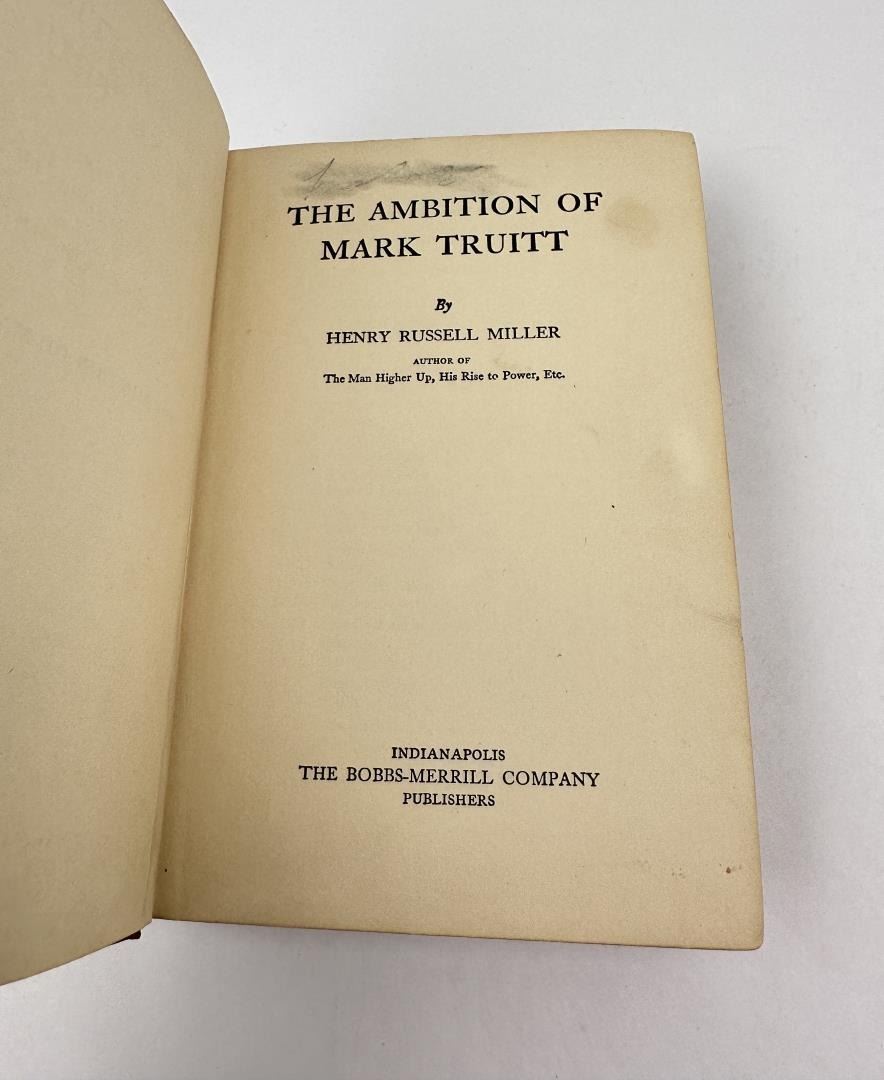 THE AMBITION OF
MARK TRUITT
By
HENRY RUSSELL MILLER
AUTHOR OF
The Man Higher Up, His Rise to Power, Etc.
INDIANAPOLIS
THE BOBBS-MERRILL COMPANY
PUBLISHERS